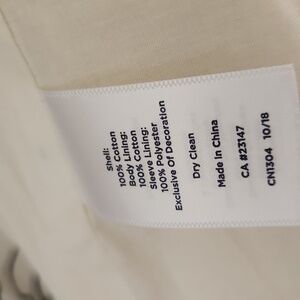 Shell:
100% Cotton
Body Lining:
100% Cotton
Sleeve Lining:
100% Polyester
Exclusive Of Decoration
Dry Clean
Made In China
CA #23147
CN1304 10/18